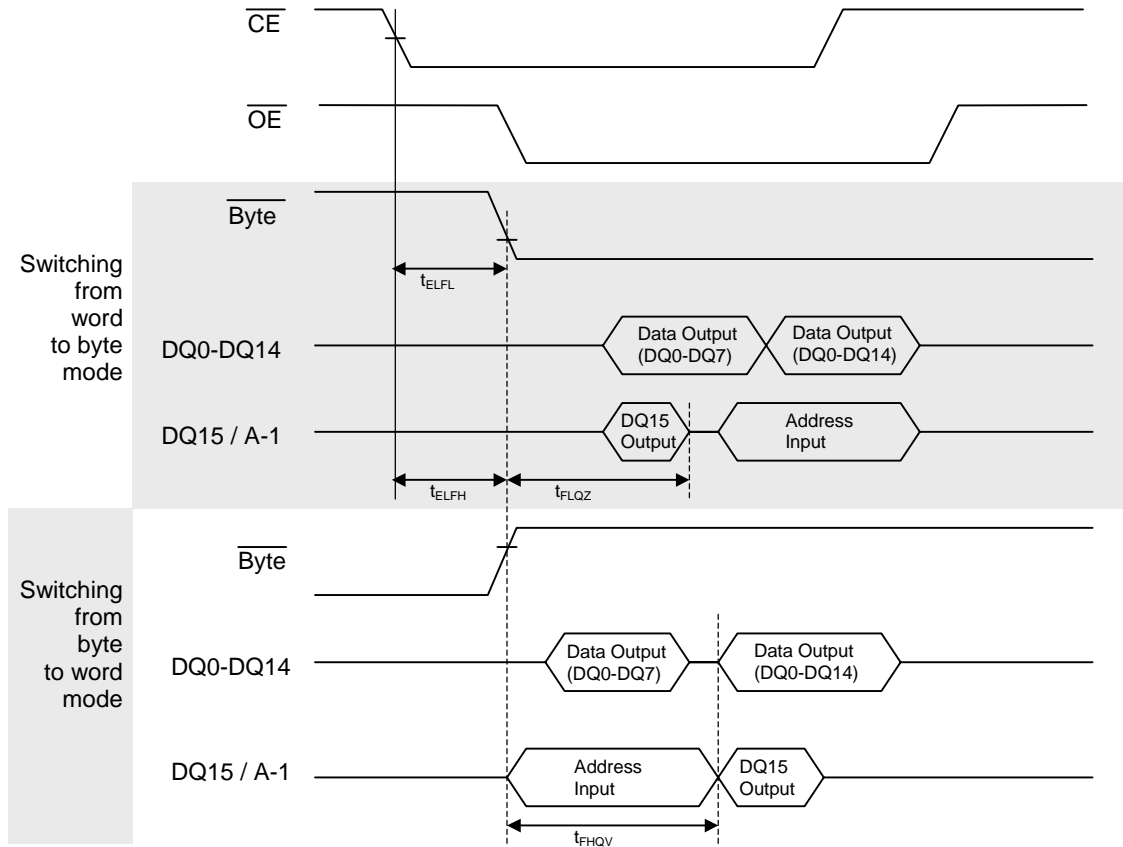 CE
OE
Switching
from
word
to byte
mode
Byte
tELFL
DQ0-DQ14
Data Output
(DQ0-DQ7)
Data Output
(DQ0-DQ14)
DQ15 / A-1
DQ15
Output
Address
Input
tELFH
tFLQZ
Switching
from
byte
to word
mode
Byte
DQ0-DQ14
Data Output
(DQ0-DQ7)
Data Output
(DQ0-DQ14)
DQ15 / A-1
Address
Input
DQ15
Output
tFHQV